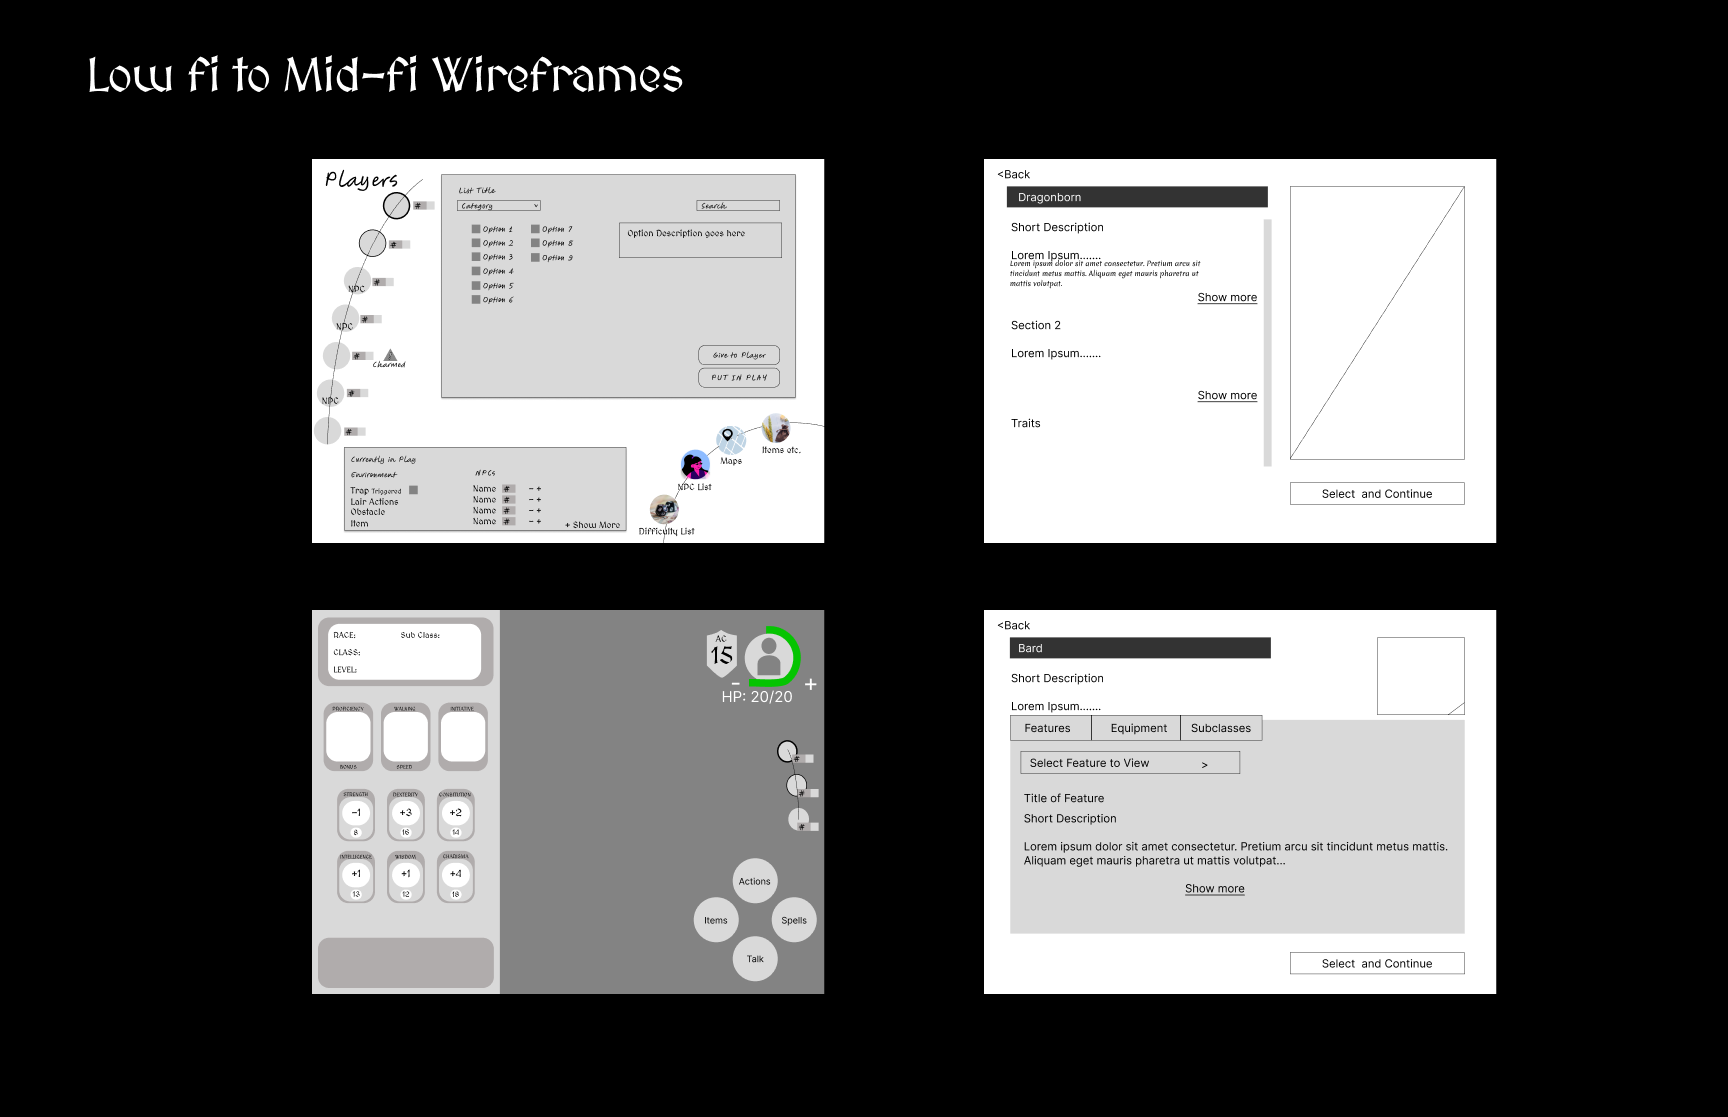 Low fi to Mid-fi Wireframes
Players
#
#
NPC #
NPC #
# !
Charmed
NPC #
#
List Title
Category
Search
Option 1 Option 7
Option 2 Option 8
Option 3 Option 9
Option 4
Option 5
Option 6
Option Description goes here
Give to Player
PUT IN PLAY
Currently in Play
Environment NPCs
Trap Triggered
Lair Actions
Obstacle
Item
Name # - +
Name # - +
Name # - +
Name # - +
+ Show More
Items etc.
Maps
NPC List
Difficulty List
<Back
Dragonborn
Short Description
Lorem Ipsum.......
Lorem ipsum dolor sit amet consectetur. Pretium arcu sit
tincidunt metus mattis. Aliquam eget mauris pharetra ut
mattis volutpat.
Show more
Section 2
Lorem Ipsum.......
Show more
Traits
Select and Continue
RACE: Sub Class:
CLASS:
LEVEL:
PROFICIENCY WALKING INITIATIVE
BONUS SPEED
STRENGTH DEXTERITY CONSITUTION
-1 +3 +2
8 16 14
INTELLIGENCE WISDOM CHARISMA
+1 +1 +4
13 12 18
AC
15
- +
HP: 20/20
#
#
#
Actions
Items Spells
Talk
<Back
Bard
Short Description
Lorem Ipsum.......
Features Equipment Subclasses
Select Feature to View >
Title of Feature
Short Description
Lorem ipsum dolor sit amet consectetur. Pretium arcu sit tincidunt metus mattis.
Aliquam eget mauris pharetra ut mattis volutpat...
Show more
Select and Continue